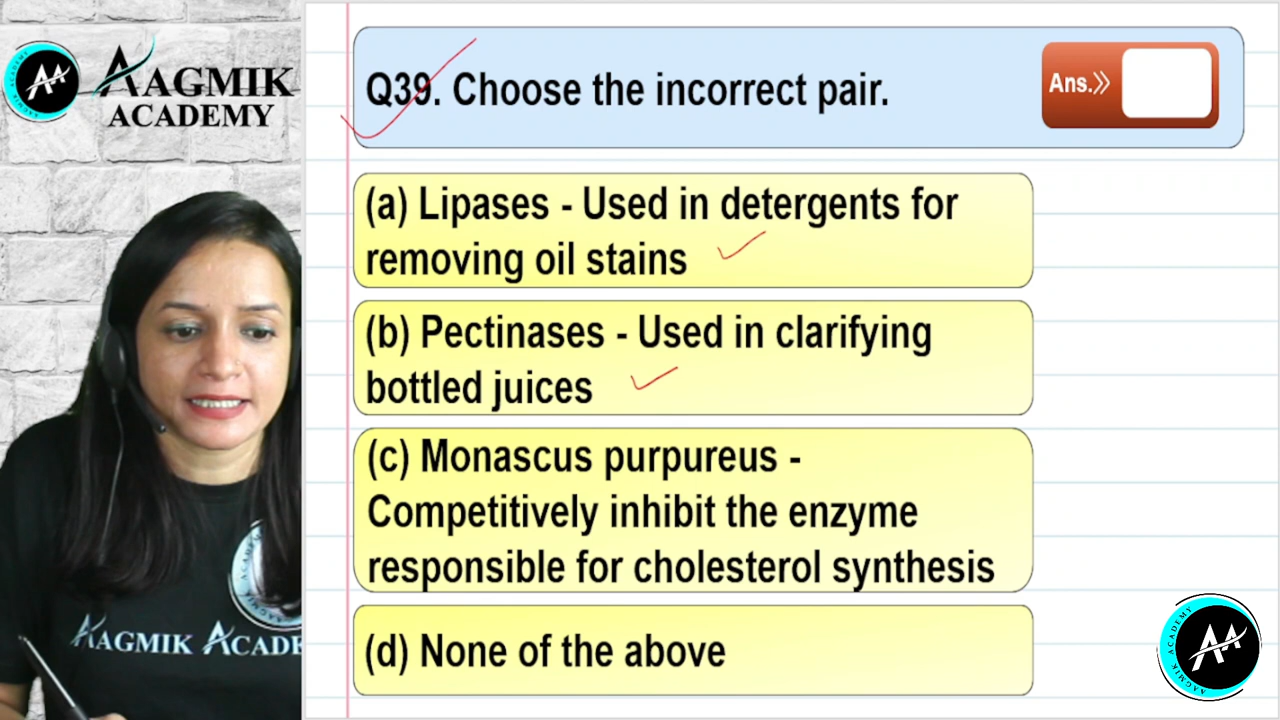 AAGMIK
ACADEMY
Q39. Choose the incorrect pair.
Ans.
(a) Lipases - Used in detergents for
removing oil stains
(b) Pectinases - Used in clarifying
bottled juices
(c) Monascus purpureus -
Competitively inhibit the enzyme
responsible for cholesterol synthesis
(d) None of the above
AAGMIK ACADE